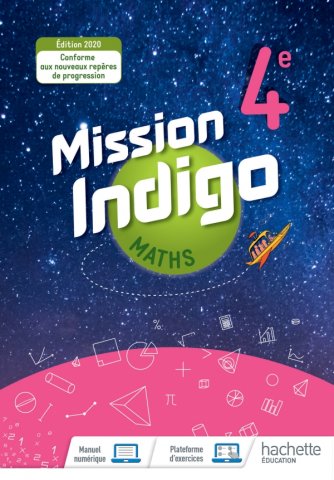 Édition 2020
Conforme
aux nouveaux repères
de progression
4e
Mission
Indigo
MATHS
Manuel
numérique
Plateforme
d'exercices
hachette
ÉDUCATION